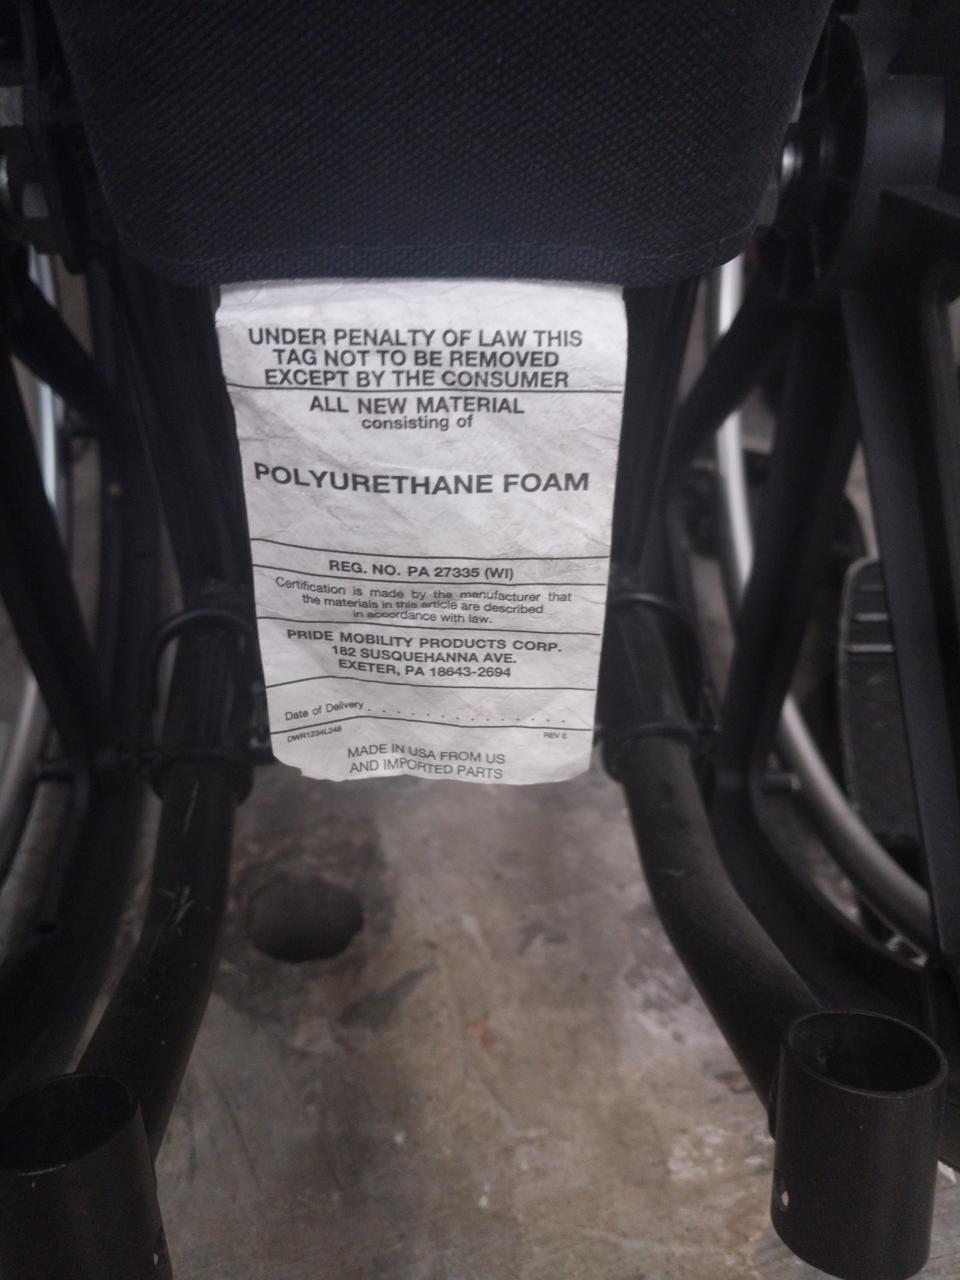 UNDER PENALTY OF LAW THIS
TAG NOT TO BE REMOVED
EXCEPT BY THE CONSUMER
ALL NEW MATERIAL
consisting of
POLYURETHANE FOAM
REG. NO. PA 27335 (WI)
Certification is made by the manufacturer that
the materials in this article are described
in accordance with law.
PRIDE MOBILITY PRODUCTS CORP.
182 SUSQUEHANNA AVE.
EXETER, PA 18643-2694
Date of Delivery . . . . . . . . . . . . .
DWR1234L248 REV E
MADE IN USA FROM US
AND IMPORTED PARTS